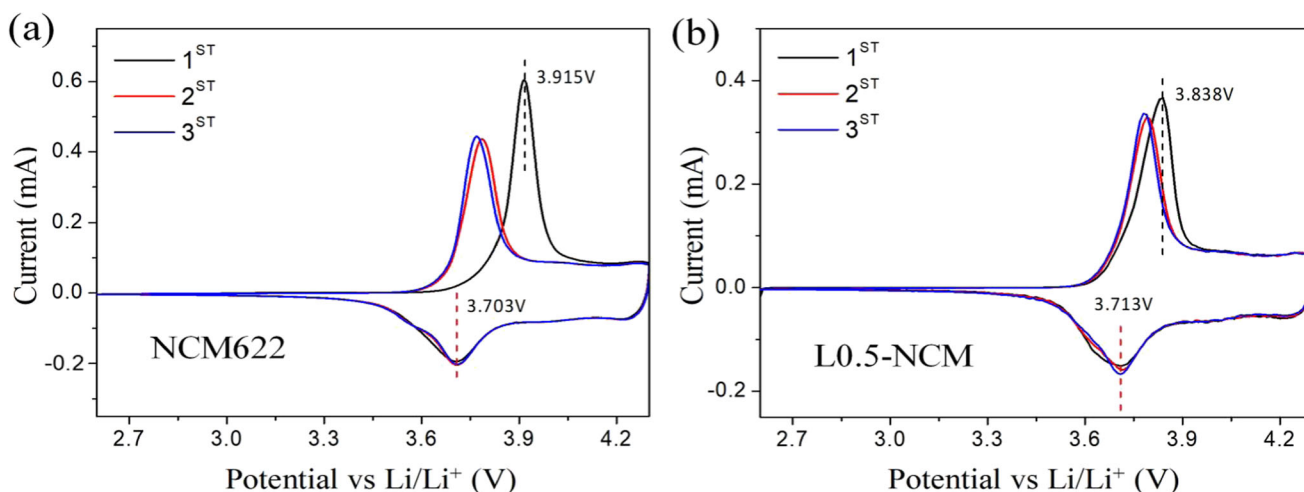 (a)
1ST
2ST
3ST
3.915V
3.703V
NCM622
0.6
0.4
0.2
0.0
-0.2
Current (mA)
2.7 3.0 3.3 3.6 3.9 4.2
Potential vs Li/Li+ (V)
(b)
1ST
2ST
3ST
3.838V
3.713V
L0.5-NCM
0.4
0.2
0.0
-0.2
Current (mA)
2.7 3.0 3.3 3.6 3.9 4.2
Potential vs Li/Li+ (V)